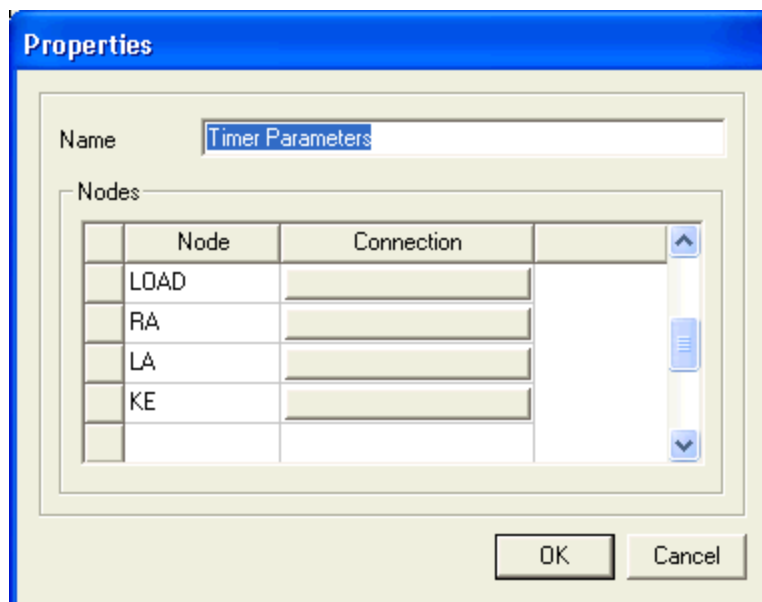 Properties
Name Timer Parameters
Nodes
Node Connection
LOAD
RA
LA
KE
OK Cancel